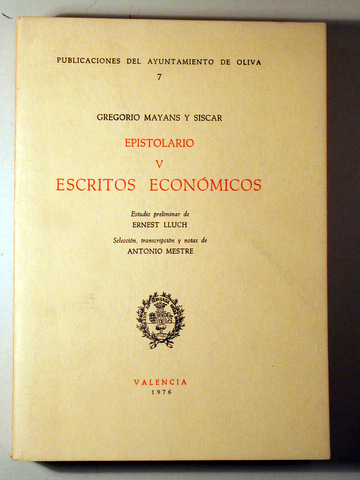 PUBLICACIONES DEL AYUNTAMIENTO DE OLIVA
7
GREGORIO MAYANS Y SISCAR
EPISTOLARIO
V
ESCRITOS ECONÓMICOS
Estudio preliminar de
ERNEST LLUCH
Selección, transcripción y notas de
ANTONIO MESTRE
VALENCIA
1976